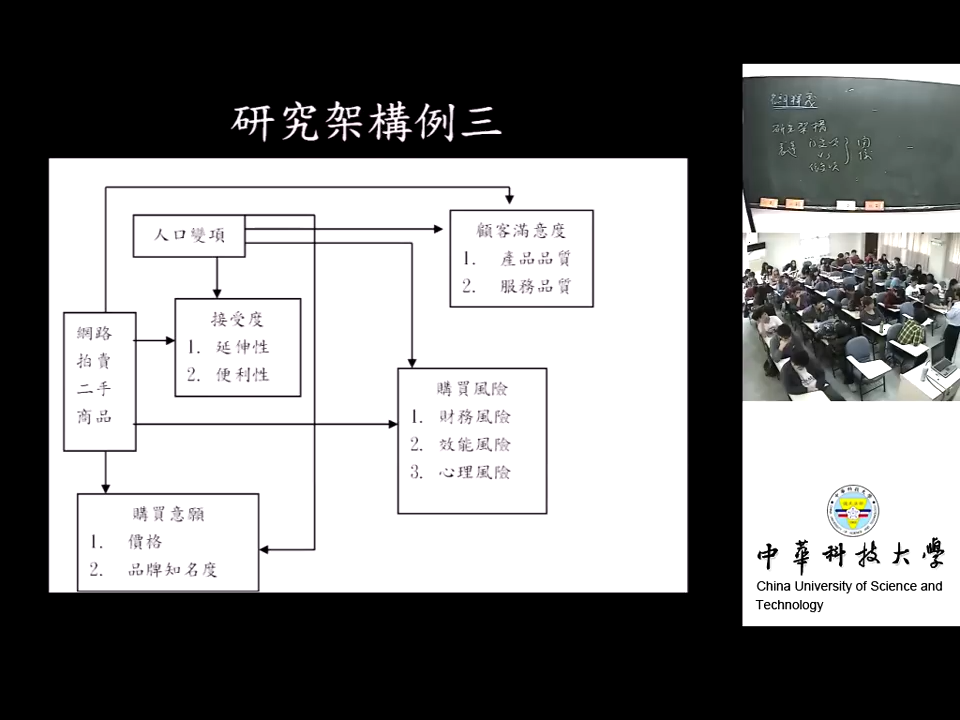 研究架構例三
人口變項
顧客滿意度
1. 產品品質
2. 服務品質
接受度
1. 延伸性
2. 便利性
網路
拍賣
二手
商品
購買風險
1. 財務風險
2. 效能風險
3. 心理風險
購買意願
1. 價格
2. 品牌知名度
研究架構
中華科技大學
China University of Science and
Technology